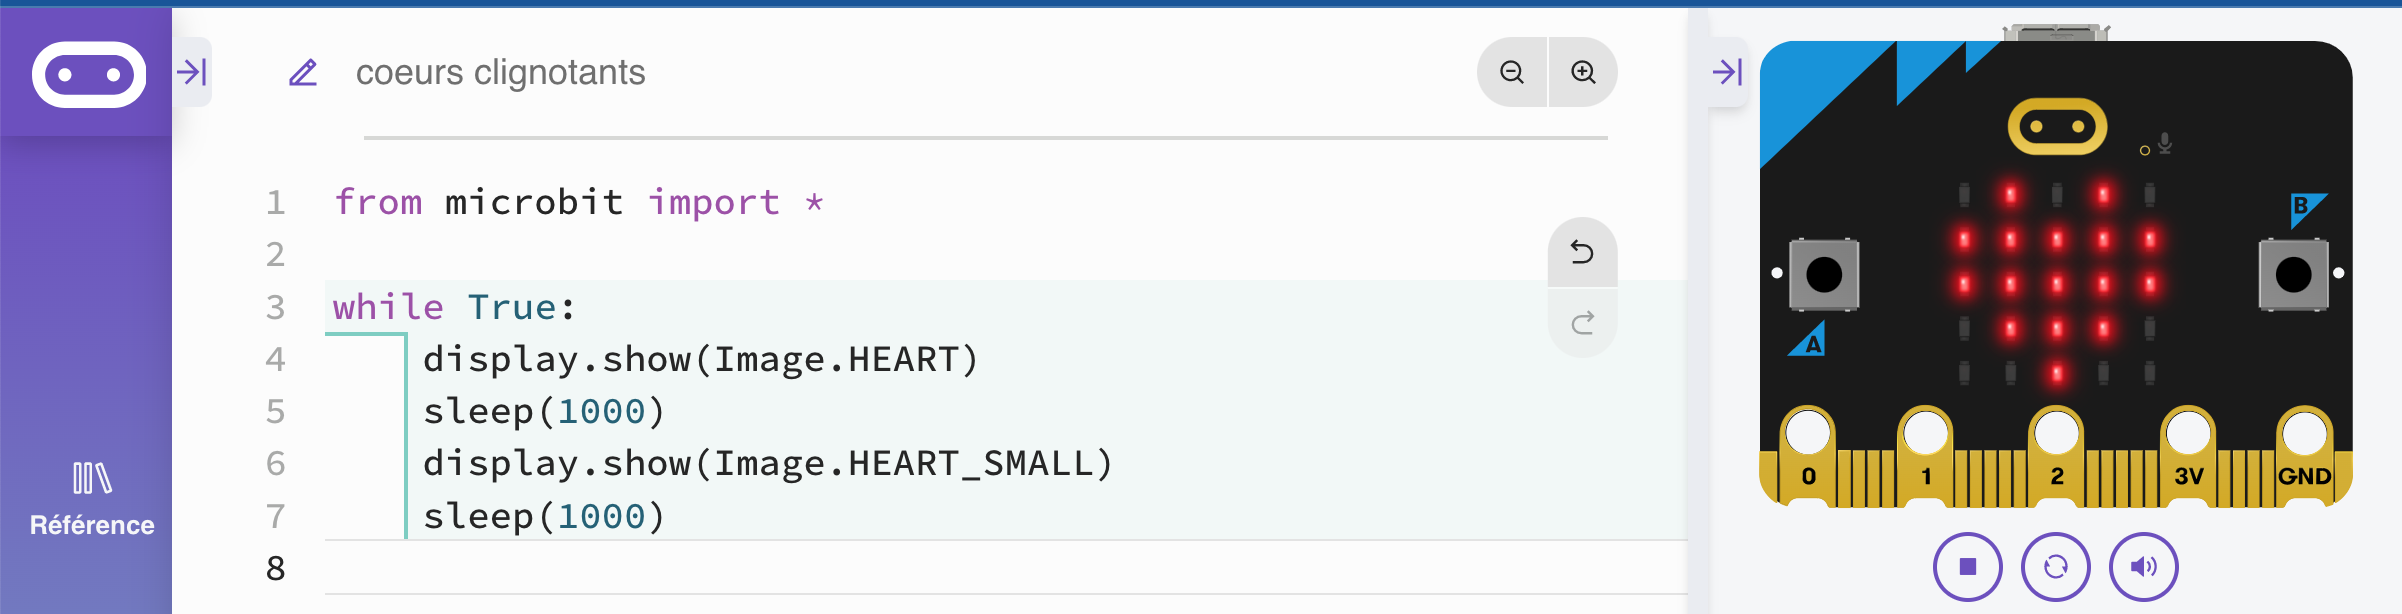 coeurs clignotants
1 from microbit import *
2
3 while True:
4 display.show(Image.HEART)
5 sleep(1000)
6 display.show(Image.HEART_SMALL)
7 sleep(1000)
8
Référence
B
A
0 1 2 3V GND